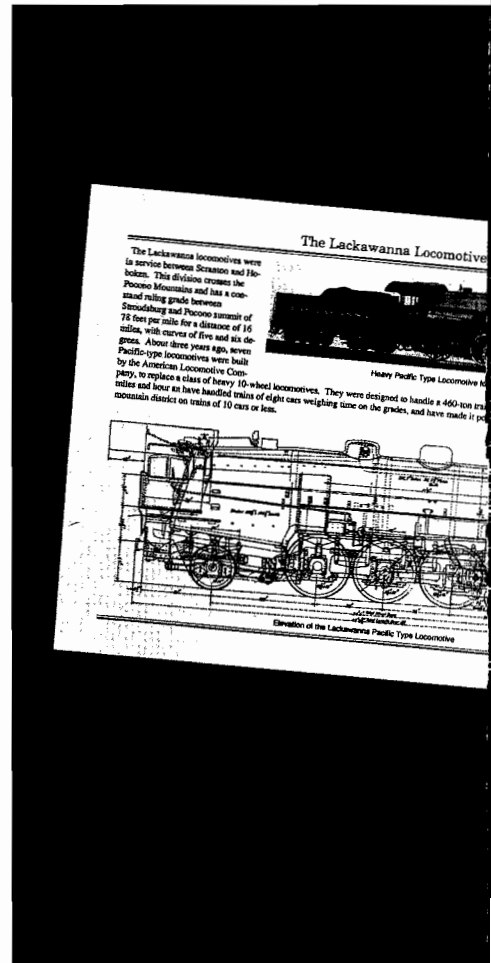 The Lackawanna Locomotive
The Lackawanna locomotives were
in service between Scranton and Ho-
boken. This division crosses the
Pocono Mountains and has a con-
stand ruling grade between
Stroudsburg and Pocono summit of
78 feet per mile for a distance of 16
miles, with curves of five and six de-
grees. About three years ago, seven
Pacific-type locomotives were built
by the American Locomotive Com-
pany, to replace a class of heavy 10-wheel locomotives. They were designed to handle a 460-ton
miles and hour an have handled trains of eight cars weighing time on the grades, and have made it
mountain district on trains of 10 cars or less.
Heavy Pacific Type Locomotive
Elevation of the Lackawanna Pacific Type Locomotive